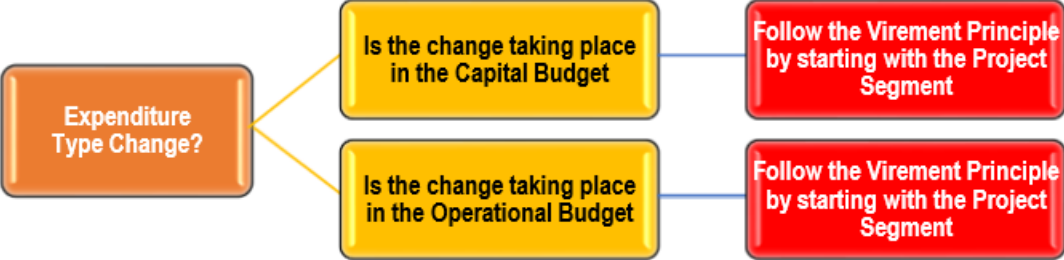 Expenditure
Type Change?
Is the change taking place
in the Capital Budget
Follow the Virement Principle
by starting with the Project
Segment
Is the change taking place
in the Operational Budget
Follow the Virement Principle
by starting with the Project
Segment